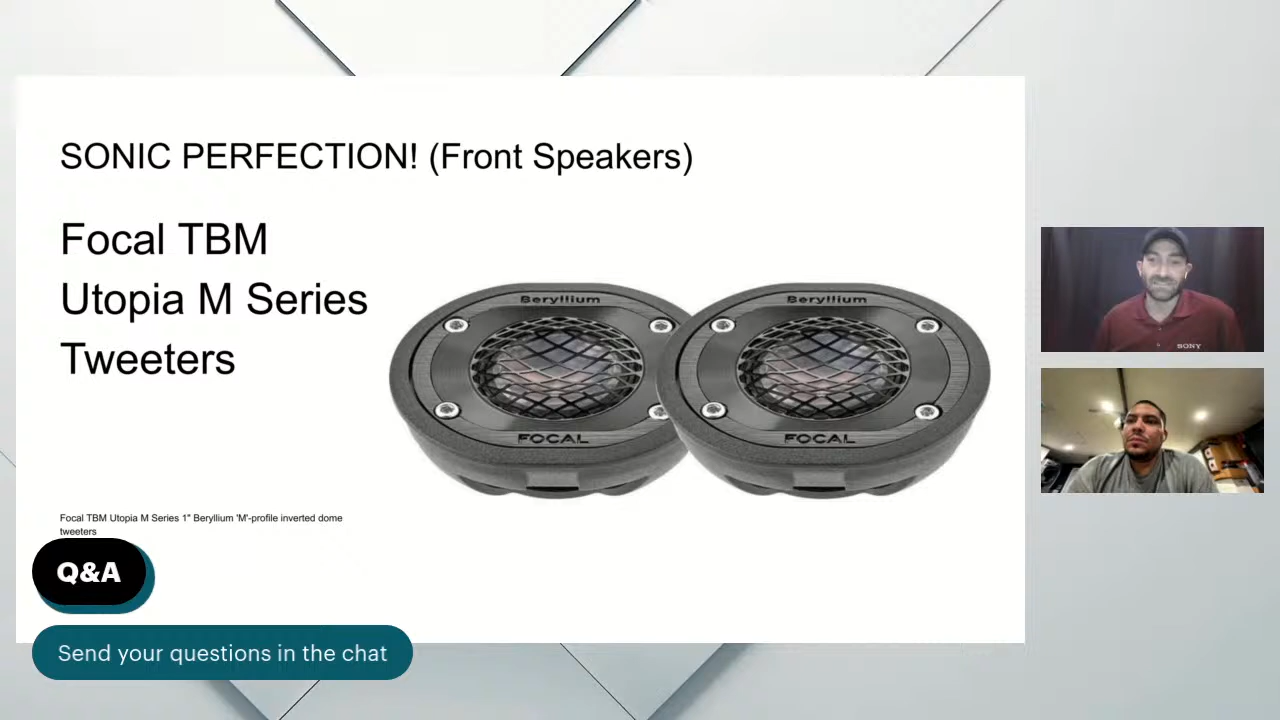 SONIC PERFECTION! (Front Speakers)
Focal TBM
Utopia M Series
Tweeters
Beryllium
Beryllium
FOCAL
FOCAL
Focal TBM Utopia M Series 1" Beryllium 'M'-profile inverted dome
tweeters
SONY
Q&A
Send your questions in the chat